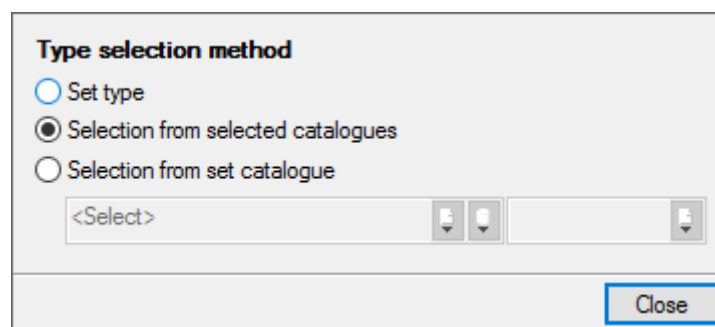 Type selection method
Set type
Selection from selected catalogues
Selection from set catalogue
<Select>
Close